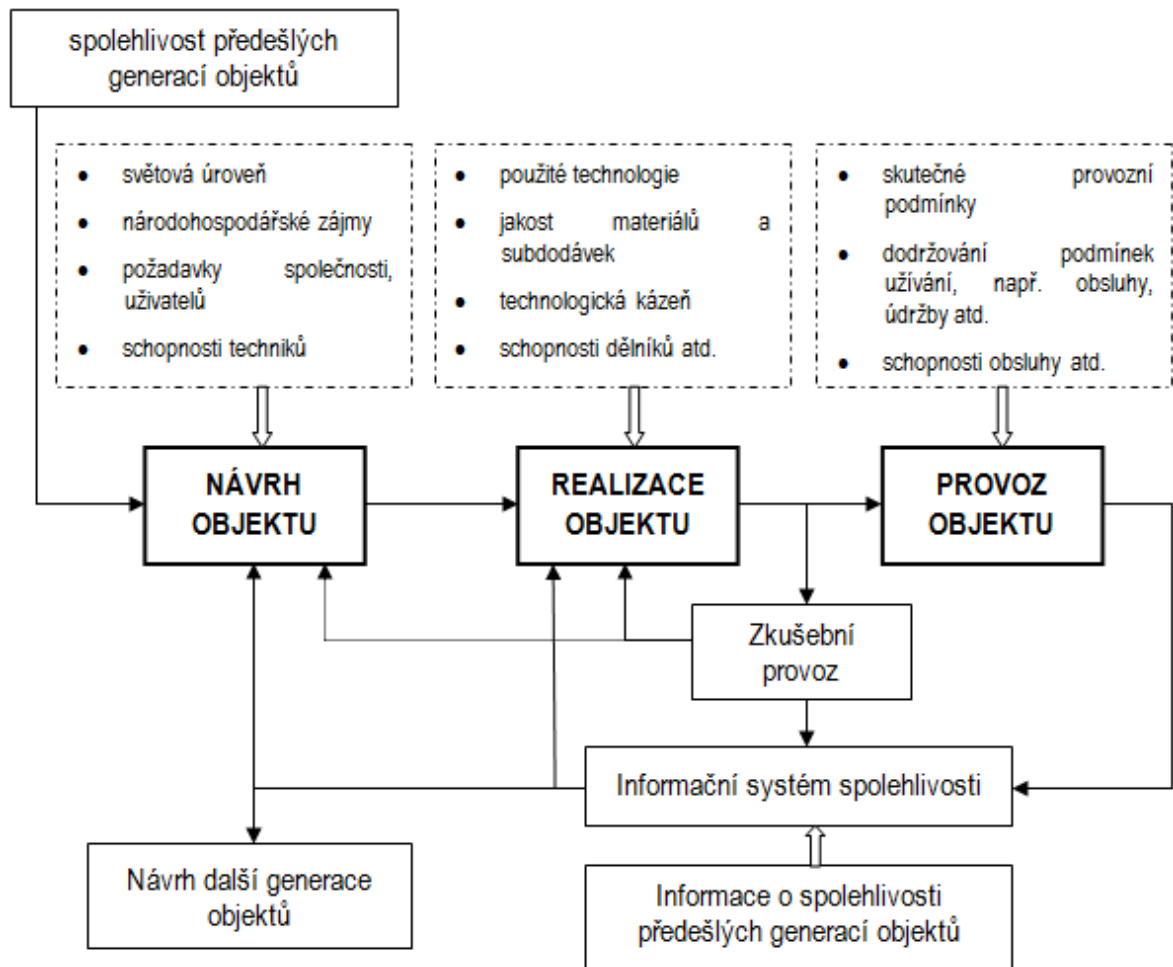 spolehlivost předešlých
generací objektů
● světová úroveň
● národohospodářské zájmy
● požadavky společnosti,
uživatelů
● schopnosti techniků
● použité technologie
● jakost materiálů a
subdodávek
● technologická kázeň
● schopnosti dělníků atd.
● skutečné provozní
podmínky
● dodržování podmínek
užívání, např. obsluhy,
údržby atd.
● schopnosti obsluhy atd.
NÁVRH
OBJEKTU
REALIZACE
OBJEKTU
PROVOZ
OBJEKTU
Zkušební
provoz
Informační systém spolehlivosti
Návrh další generace
objektů
Informace o spolehlivosti
předešlých generací objektů